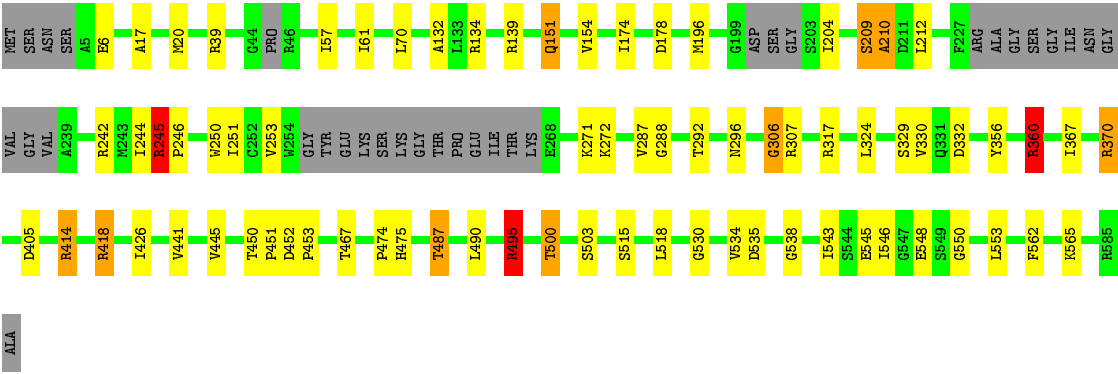 MET SER ASN SER A5 E6 A17 M20 R39 G44 PRO R46 I57 I61 L70 A132 L133 R134 R139 Q151 V154 I174 D178 M196 G199 ASP SER GLY S203 I204 S209 A210 D211 L212 F227 ARG ALA GLY SER GLY ILE ASN GLY
VAL GLY VAL A239 R242 M243 I244 R245 P246 W250 I251 C252 V253 W254 GLY TYR GLU LYS SER LYS GLY THR PRO GLU ILE THR LYS E268 K271 K272 V287 G288 T292 N296 G306 R307 R317 L324 S329 V330 Q331 D332 Y356 R360 I367 R370
D405 R414 R418 I426 V441 V445 T450 P451 D452 P453 T467 P474 H475 T487 L490 R495 T500 S503 S515 L518 G530 V534 D535 G538 I543 S544 E545 I546 G547 E548 S549 G550 L553 F562 K565 R585
ALA